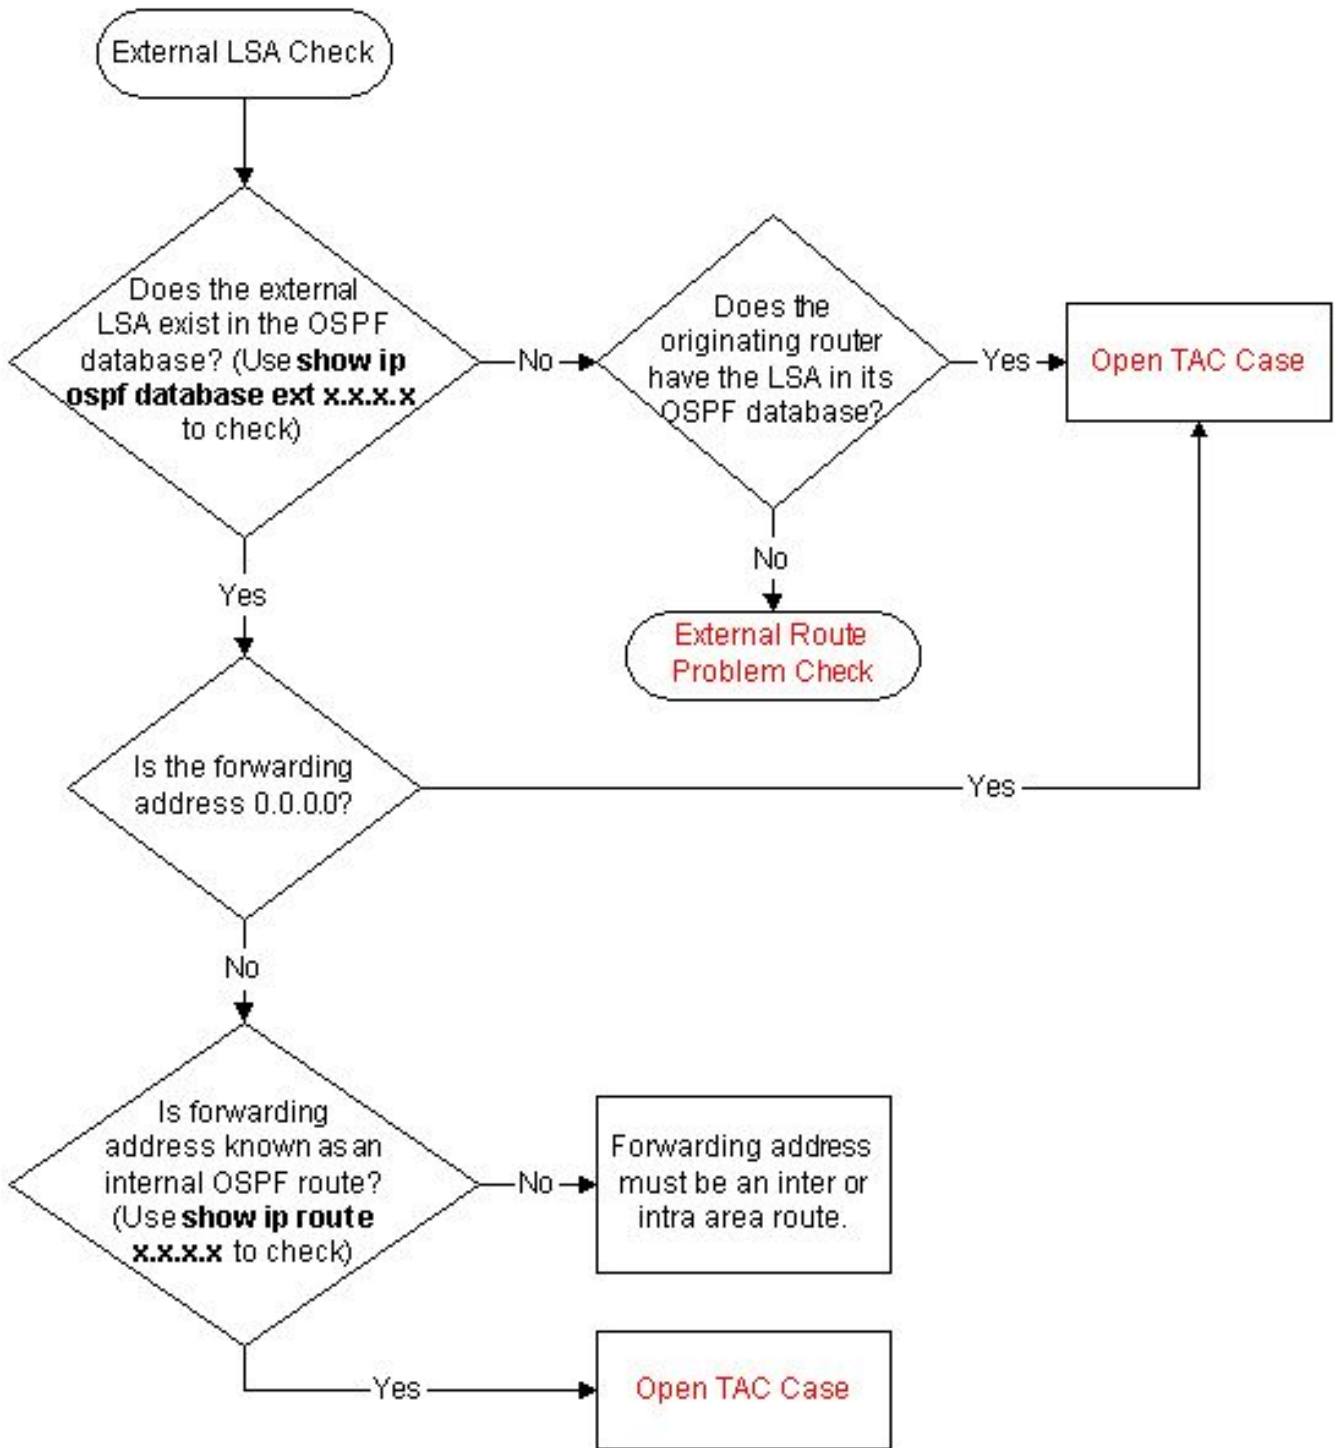 External LSA Check
Does the external
LSA exist in the OSPF
database? (Use show ip
ospf database ext x.x.x.x
to check)
No
Does the
originating router
have the LSA in its
OSPF database?
Yes
Open TAC Case
No
External Route
Problem Check
Yes
Is the forwarding
address 0.0.0.0?
Yes
No
Is forwarding
address known as an
internal OSPF route?
(Use show ip route
x.x.x.x to check)
No
Forwarding address
must be an inter or
intra area route.
Yes
Open TAC Case